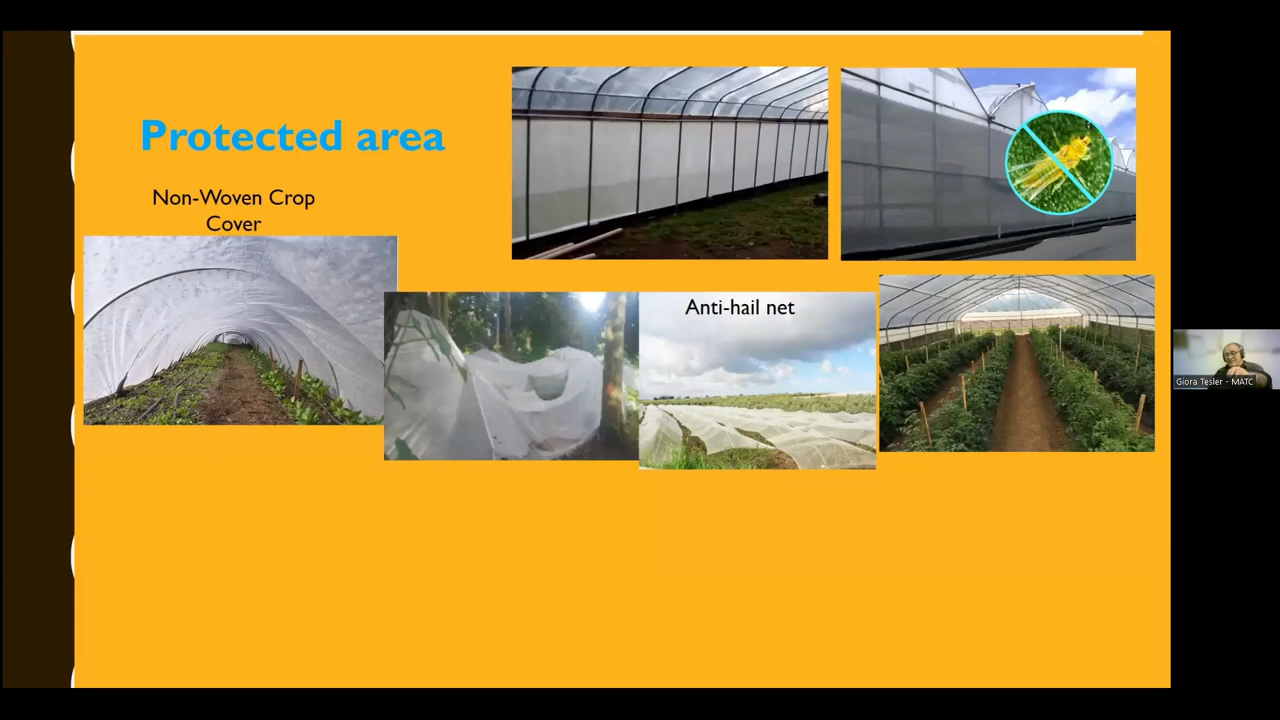 Protected area
Non-Woven Crop
Cover
Anti-hail net
Giora Tesler - MATC